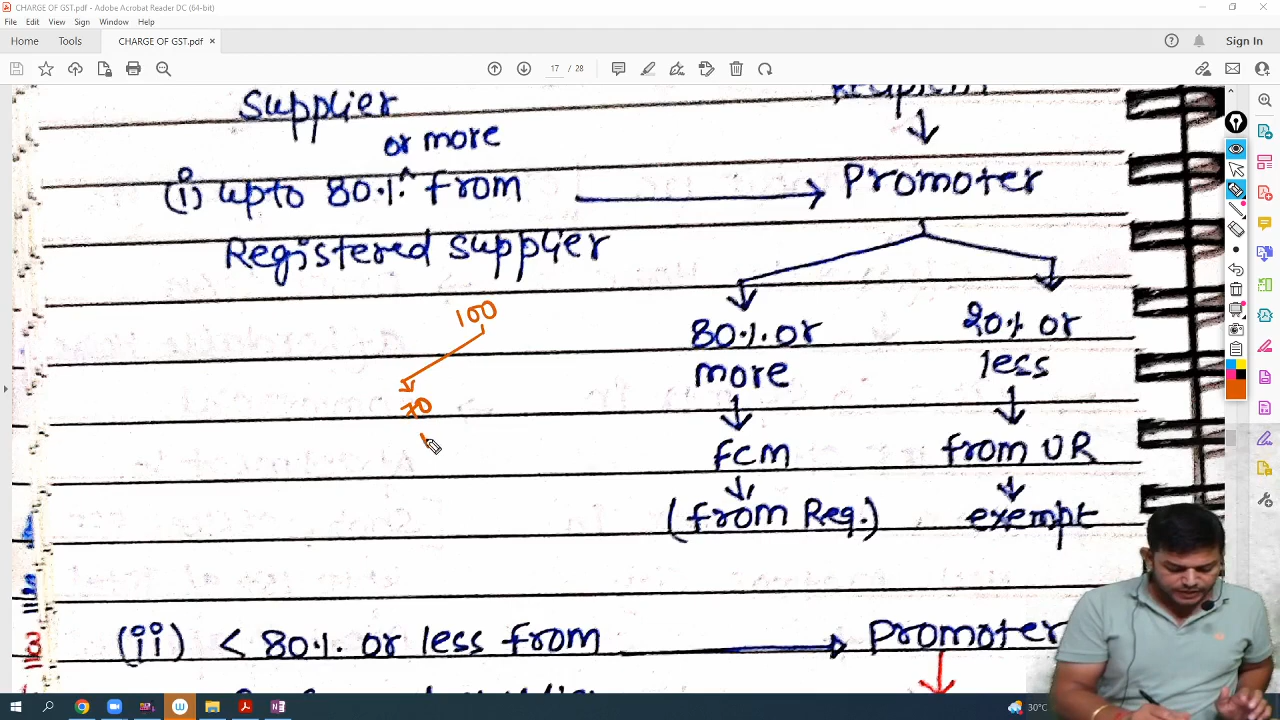 CHARGE OF GST.pdf - Adobe Acrobat Reader DC (64-bit)
File Edit View Sign Window Help
Home Tools CHARGE OF GST.pdf × Sign In
17 / 28
Supplier Recipient
or more
(i) upto 80%. ^ from Promoter
Registered supplier
100
80%. or 20% or
more less
FCM from UR
(from Reg.) exempt
(ii) < 80%. or less from Promoter
30°C